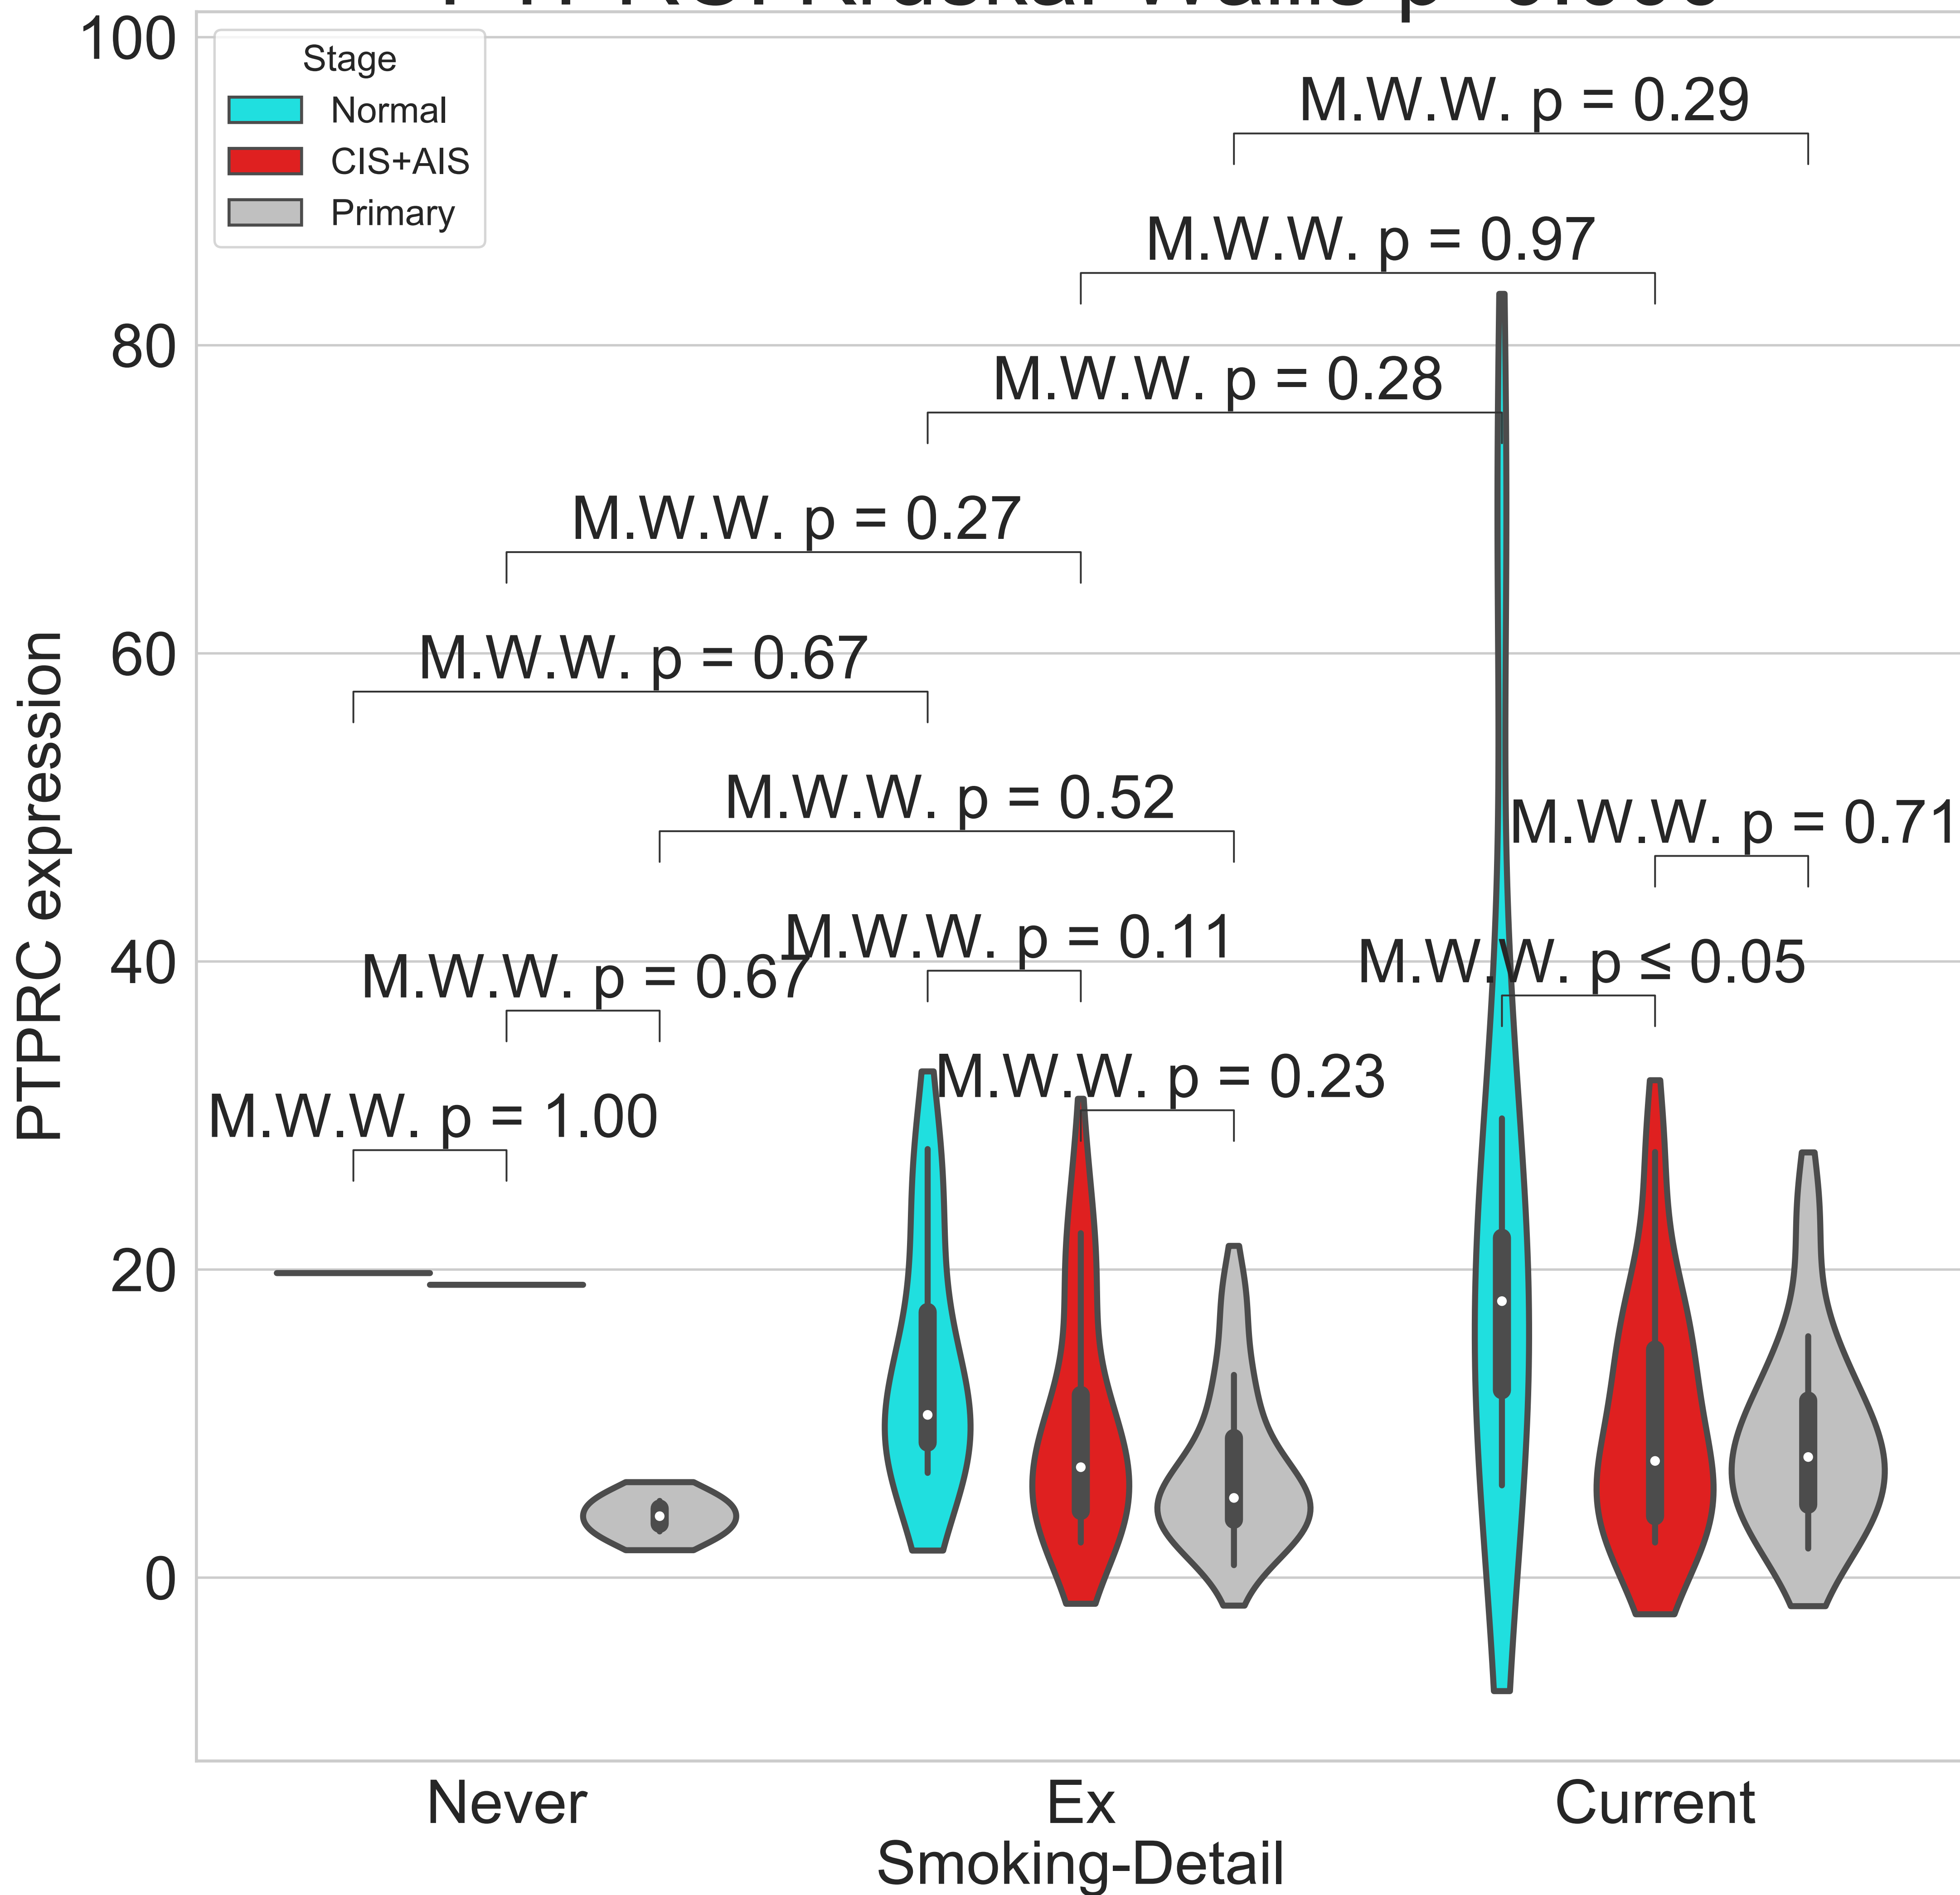 100
80
60
40
20
0
PTPRC expression
Stage
Normal
CIS+AIS
Primary
M.W.W. p = 0.29
M.W.W. p = 0.97
M.W.W. p = 0.28
M.W.W. p = 0.27
M.W.W. p = 0.67
M.W.W. p = 0.52
M.W.W. p = 0.71
M.W.W. p = 0.11
M.W.W. p ≤ 0.05
M.W.W. p = 0.67
M.W.W. p = 0.23
M.W.W. p = 1.00
Never
Ex
Current
Smoking-Detail